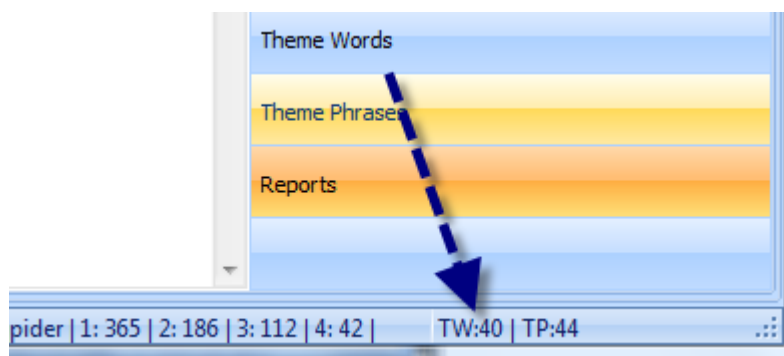 Theme Words
Theme Phrases
Reports
pider | 1: 365 | 2: 186 | 3: 112 | 4: 42 | TW:40 | TP:44